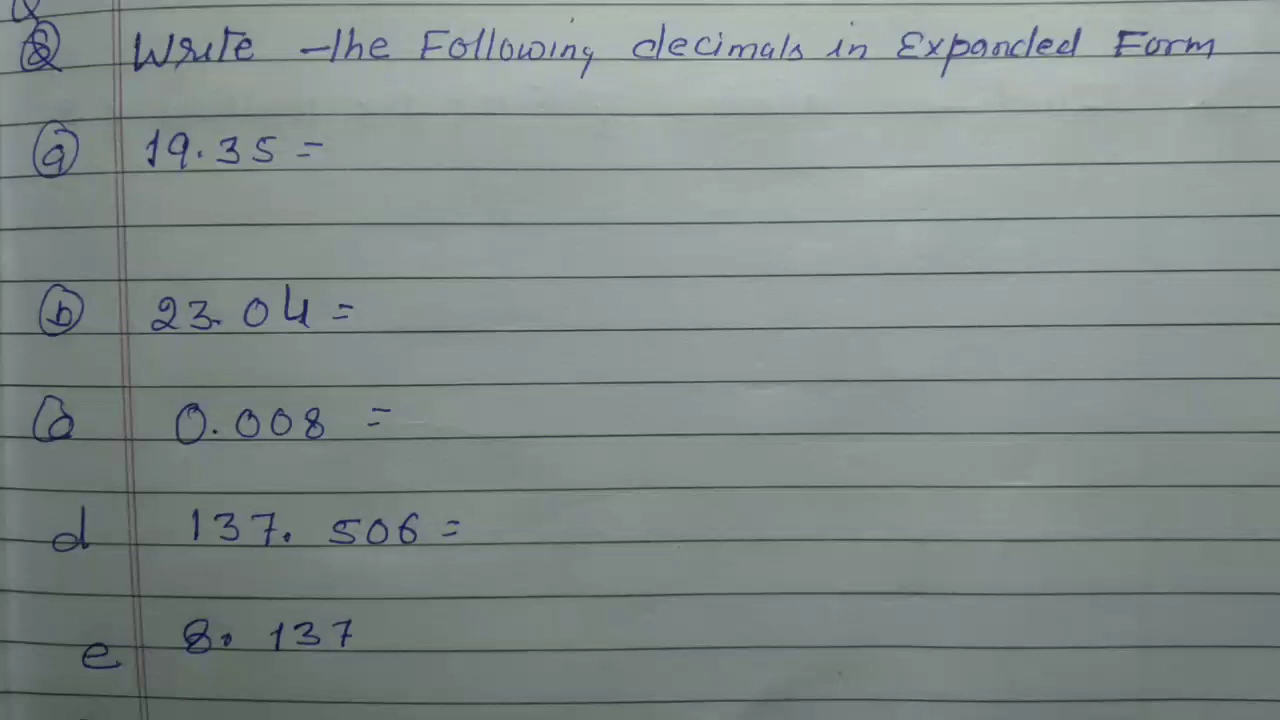 Q Write the Following decimals in Expanded Form
a 19.35 =
b 23.04 =
c 0.008 =
d 137.506 =
e 8.137